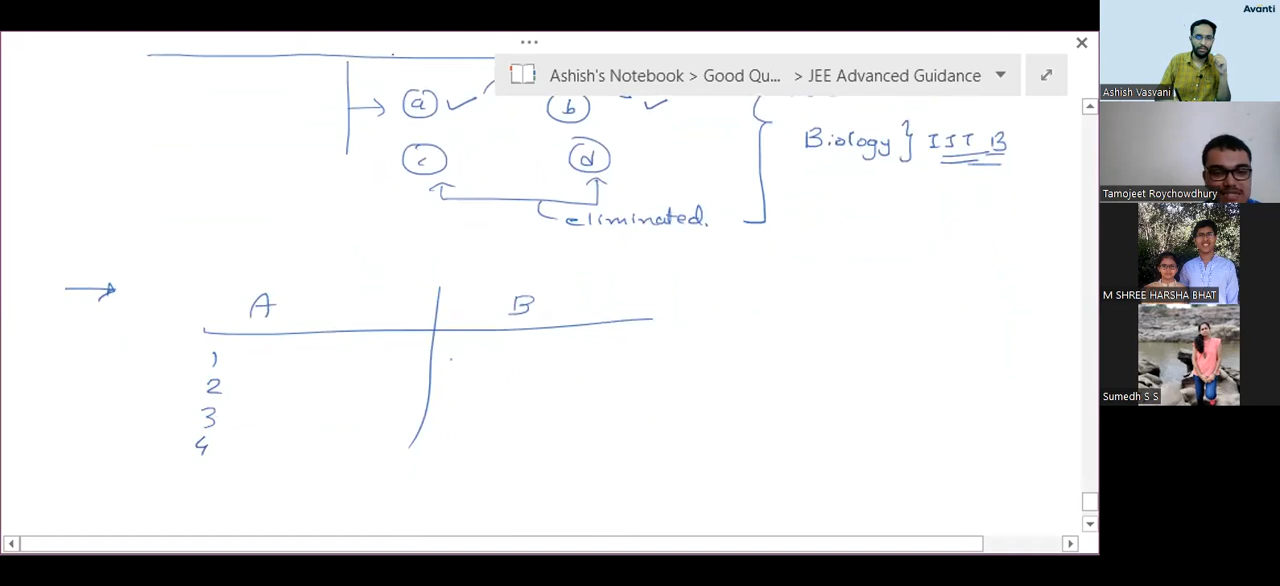 Avanti
Ashish's Notebook > Good Qu... > JEE Advanced Guidance
Ashish Vasvani
a b
Biology } IIT B
c d
eliminated.
Tamojeet Roychowdhury
M SHREE HARSHA BHAT
A B
1
2
3
4
Sumedh S S